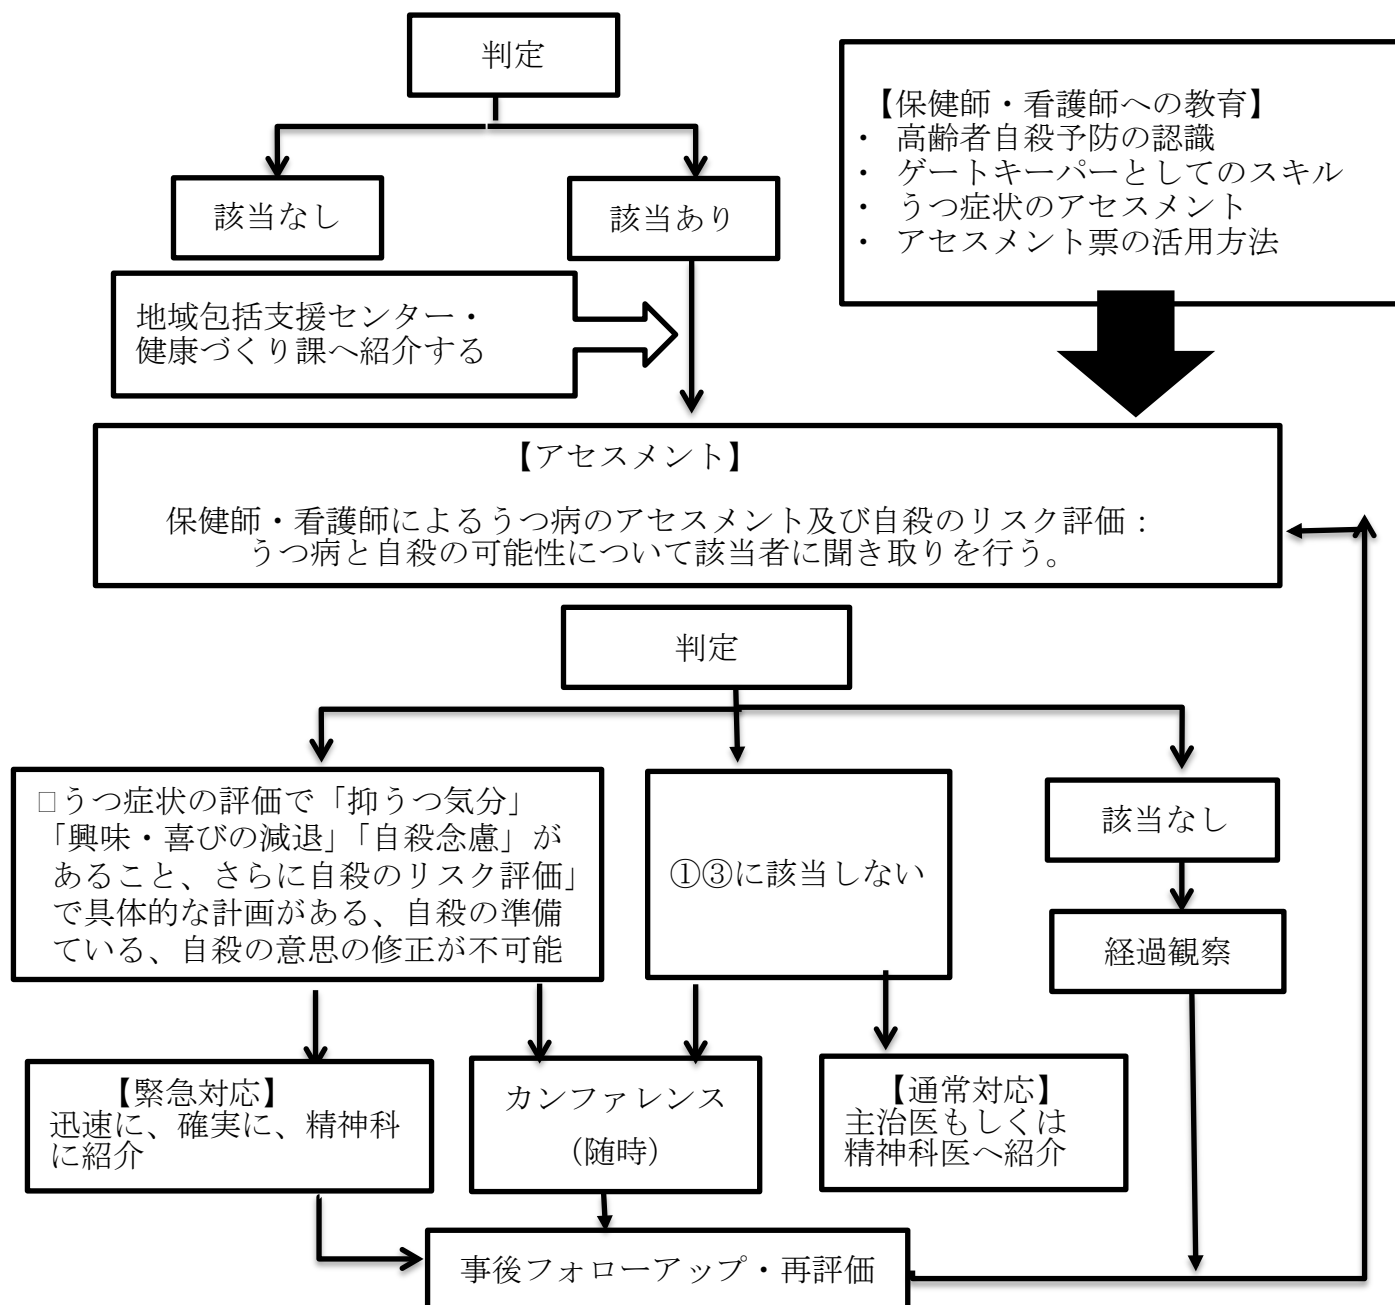 判定
【保健師・看護師への教育】
・ 高齢者自殺予防の認識
・ ゲートキーパーとしてのスキル
・ うつ症状のアセスメント
・ アセスメント票の活用方法
該当なし
該当あり
地域包括支援センター・
健康づくり課へ紹介する
【アセスメント】
保健師・看護師によるうつ病のアセスメント及び自殺のリスク評価：
うつ病と自殺の可能性について該当者に聞き取りを行う。
判定
□うつ症状の評価で「抑うつ気分」
「興味・喜びの減退」「自殺念慮」が
あること、さらに自殺のリスク評価」
で具体的な計画がある、自殺の準備
ている、自殺の意思の修正が不可能
①③に該当しない
該当なし
経過観察
【緊急対応】
迅速に、確実に、精神科
に紹介
カンファレンス
（随時）
【通常対応】
主治医もしくは
精神科医へ紹介
事後フォローアップ・再評価